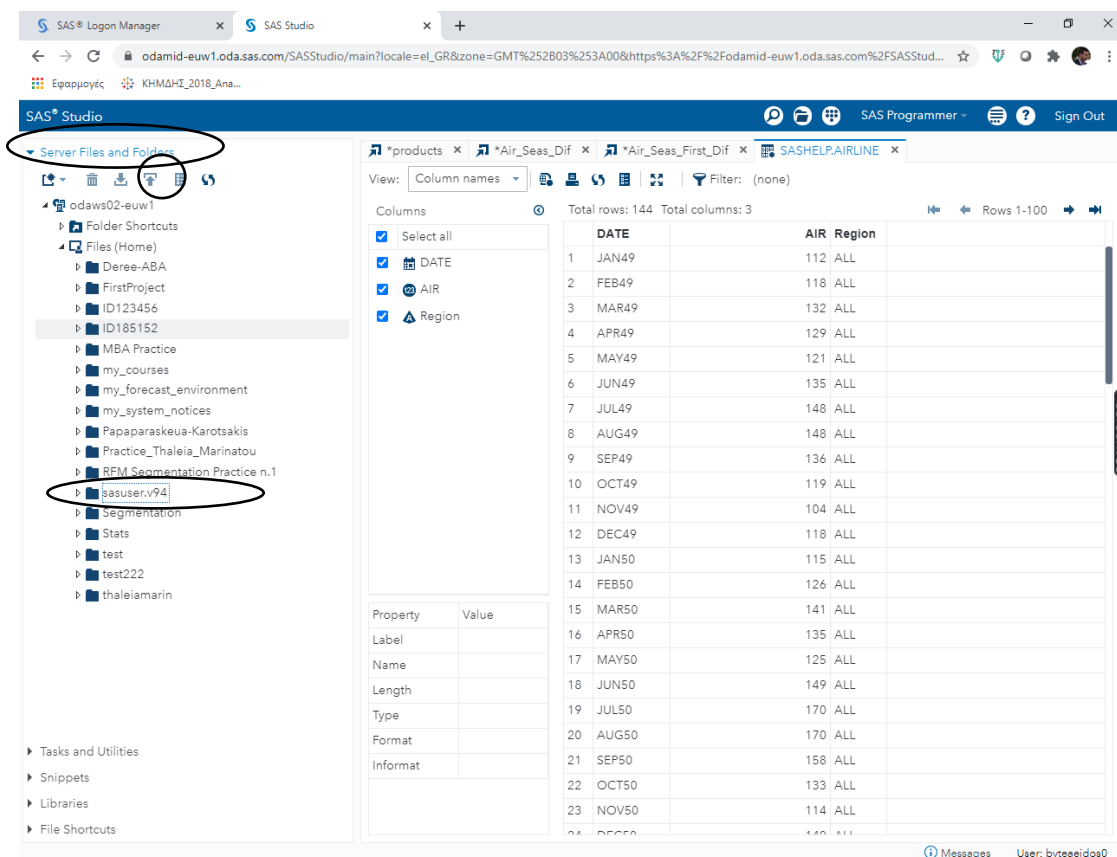 SAS® Logon Manager
SAS Studio
odamid-euw1.oda.sas.com/SASStudio/main?locale=el_GR&zone=GMT%252B03%253A00&https%3A%2F%2Fodamid-euw1.oda.sas.com%2FSASStud...
Εφαρμογές ΚΗΜΔΗΣ_2018_Ana...
SAS® Studio SAS Programmer Sign Out
Server Files and Folders
odaws02-euw1
Folder Shortcuts
Files (Home)
Deree-ABA
FirstProject
ID123456
ID185152
MBA Practice
my_courses
my_forecast_environment
my_system_notices
Papaparaskeua-Karotsakis
Practice_Thaleia_Marinatou
RFM Segmentation Practice n.1
sasuser.v94
Segmentation
Stats
test
test222
thaleiamarin
Tasks and Utilities
Snippets
Libraries
File Shortcuts
*products *Air_Seas_Dif *Air_Seas_First_Dif SASHELP.AIRLINE
View: Column names Filter: (none)
Columns
Select all
DATE
AIR
Region
Property Value
Label
Name
Length
Type
Format
Informat
Total rows: 144 Total columns: 3 Rows 1-100
DATE AIR Region
1 JAN49 112 ALL
2 FEB49 118 ALL
3 MAR49 132 ALL
4 APR49 129 ALL
5 MAY49 121 ALL
6 JUN49 135 ALL
7 JUL49 148 ALL
8 AUG49 148 ALL
9 SEP49 136 ALL
10 OCT49 119 ALL
11 NOV49 104 ALL
12 DEC49 118 ALL
13 JAN50 115 ALL
14 FEB50 126 ALL
15 MAR50 141 ALL
16 APR50 135 ALL
17 MAY50 125 ALL
18 JUN50 149 ALL
19 JUL50 170 ALL
20 AUG50 170 ALL
21 SEP50 158 ALL
22 OCT50 133 ALL
23 NOV50 114 ALL
24 DEC50 140 ALL
Messages User: byteaeidos0